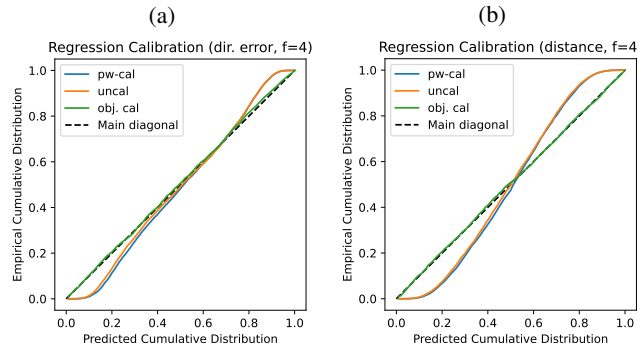 (a)
Regression Calibration (dir. error, f=4)
pw-cal
uncal
obj. cal
Main diagonal
Empirical Cumulative Distribution
1.0
0.8
0.6
0.4
0.2
0.0
0.0 0.2 0.4 0.6 0.8 1.0
Predicted Cumulative Distribution
(b)
Regression Calibration (distance, f=4
pw-cal
uncal
obj. cal
Main diagonal
Empirical Cumulative Distribution
1.0
0.8
0.6
0.4
0.2
0.0
0.0 0.2 0.4 0.6 0.8 1.0
Predicted Cumulative Distribution